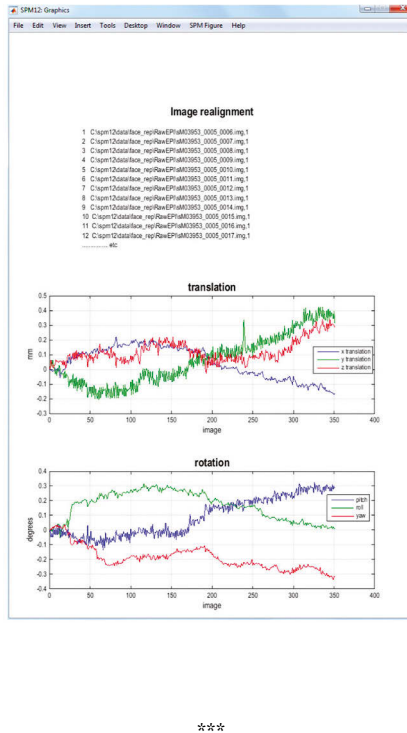 SPM12: Graphics
File Edit View Insert Tools Desktop Window SPM Figure Help
Image realignment
1 C:\spm12\data\face_rep\RawEPI\sM03953_0005_0006.img,1
2 C:\spm12\data\face_rep\RawEPI\sM03953_0005_0007.img,1
3 C:\spm12\data\face_rep\RawEPI\sM03953_0005_0008.img,1
4 C:\spm12\data\face_rep\RawEPI\sM03953_0005_0009.img,1
5 C:\spm12\data\face_rep\RawEPI\sM03953_0005_0010.img,1
6 C:\spm12\data\face_rep\RawEPI\sM03953_0005_0011.img,1
7 C:\spm12\data\face_rep\RawEPI\sM03953_0005_0012.img,1
8 C:\spm12\data\face_rep\RawEPI\sM03953_0005_0013.img,1
9 C:\spm12\data\face_rep\RawEPI\sM03953_0005_0014.img,1
10 C:\spm12\data\face_rep\RawEPI\sM03953_0005_0015.img,1
11 C:\spm12\data\face_rep\RawEPI\sM03953_0005_0016.img,1
12 C:\spm12\data\face_rep\RawEPI\sM03953_0005_0017.img,1
................ etc
translation
0.5
0.4
0.3
0.2
0.1
0
-0.1
-0.2
-0.3
mm
x translation
y translation
z translation
0 50 100 150 200 250 300 350 400
image
rotation
0.4
0.3
0.2
0.1
0
-0.1
-0.2
-0.3
-0.4
degrees
pitch
roll
yaw
0 50 100 150 200 250 300 350 400
image
***